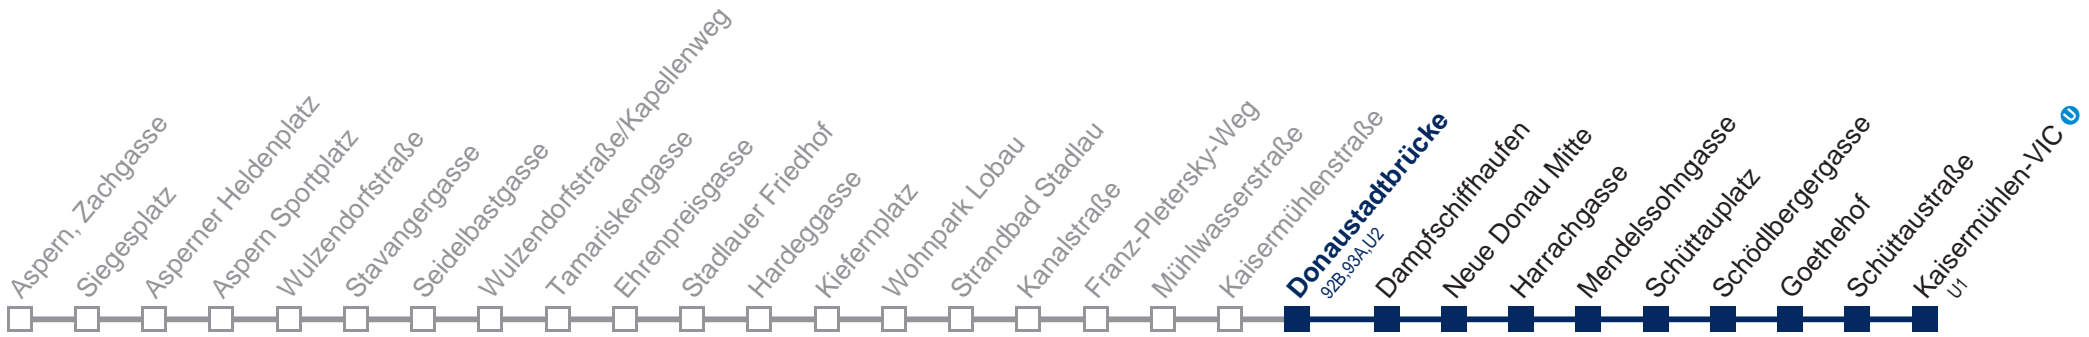 Aspern, Zachgasse
Siegesplatz
Asperner Heldenplatz
Aspern Sportplatz
Wulzendorfstraße
Stavangergasse
Seidelbastgasse
Wulzendorfstraße/Kapellenweg
Tamariskengasse
Ehrenpreisgasse
Stadlauer Friedhof
Hardeggasse
Kiefernplatz
Wohnpark Lobau
Strandbad Stadlau
Kanalstraße
Franz-Pletersky-Weg
Mühlwasserstraße
Kaisermühlenstraße
Donaustadtbrücke
92B,93A,U2
Dampfschiffhaufen
Neue Donau Mitte
Harrachgasse
Mendelssohngasse
Schüttauplatz
Schödlbergergasse
Goethehof
Schüttaustraße
Kaisermühlen-VIC U
U1